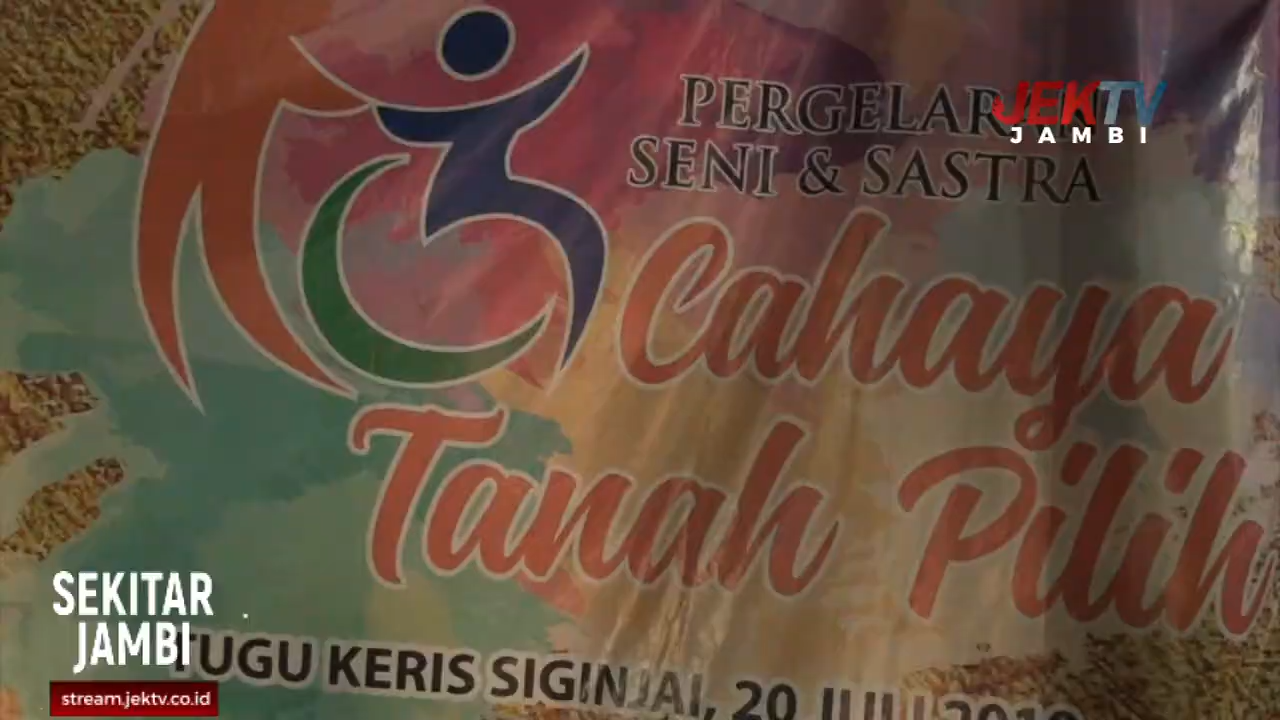 PERGELARAN
SENI & SASTRA
Cahaya
Tanah Pilih
TUGU KERIS SIGINJAI, 20 JULI 2019
JEKTV
JAMBI
SEKITAR
JAMBI
stream.jektv.co.id